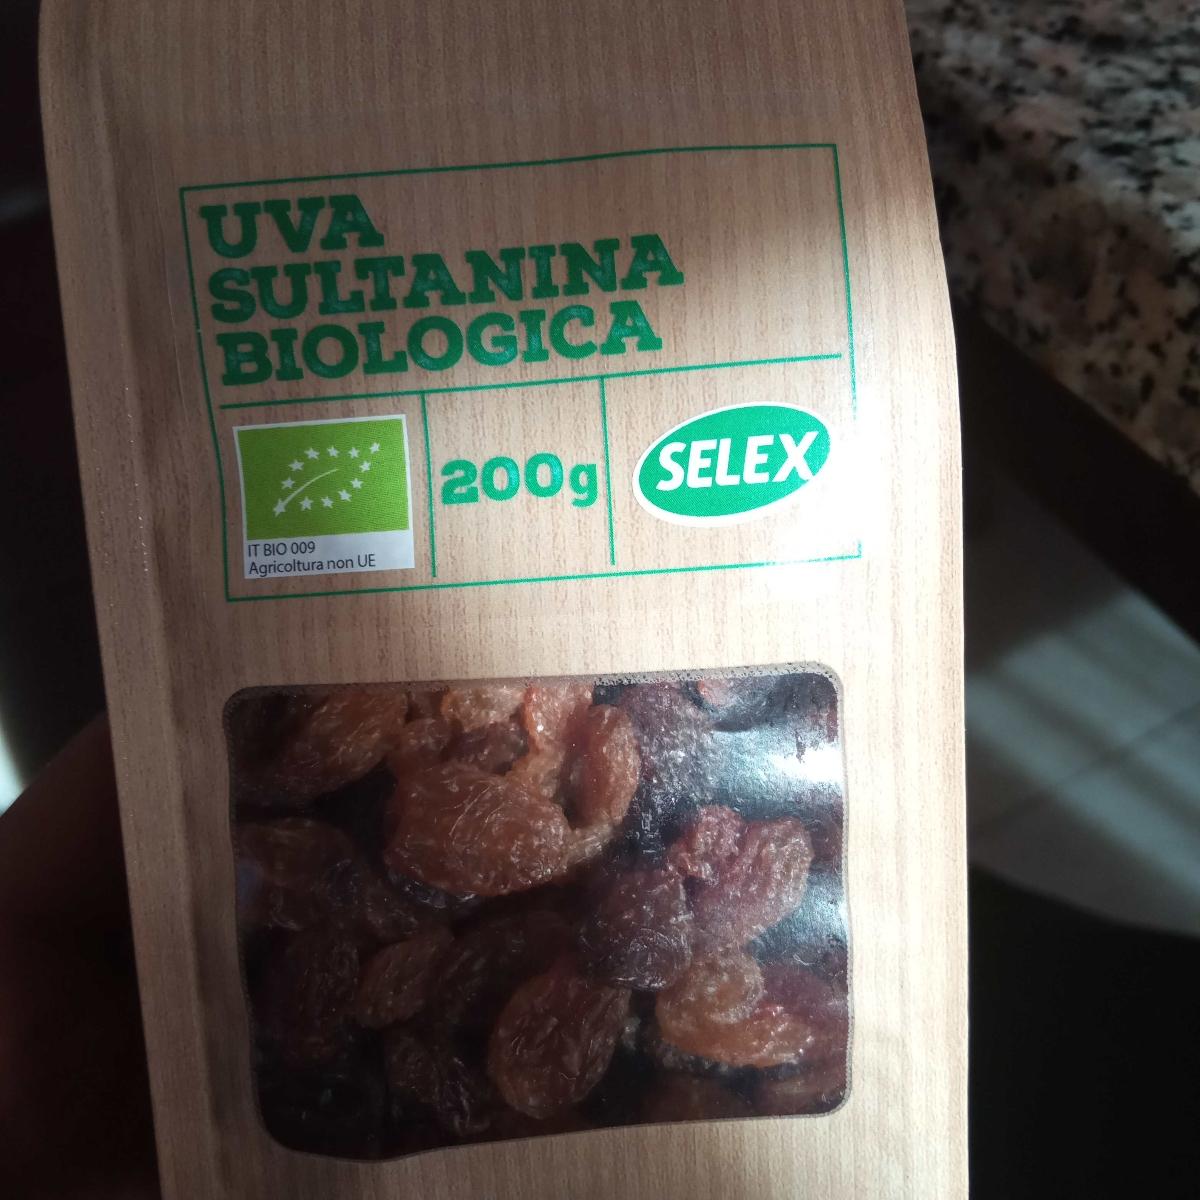 UVA
SULTANINA
BIOLOGICA
IT BIO 009
Agricoltura non UE
200g
SELEX